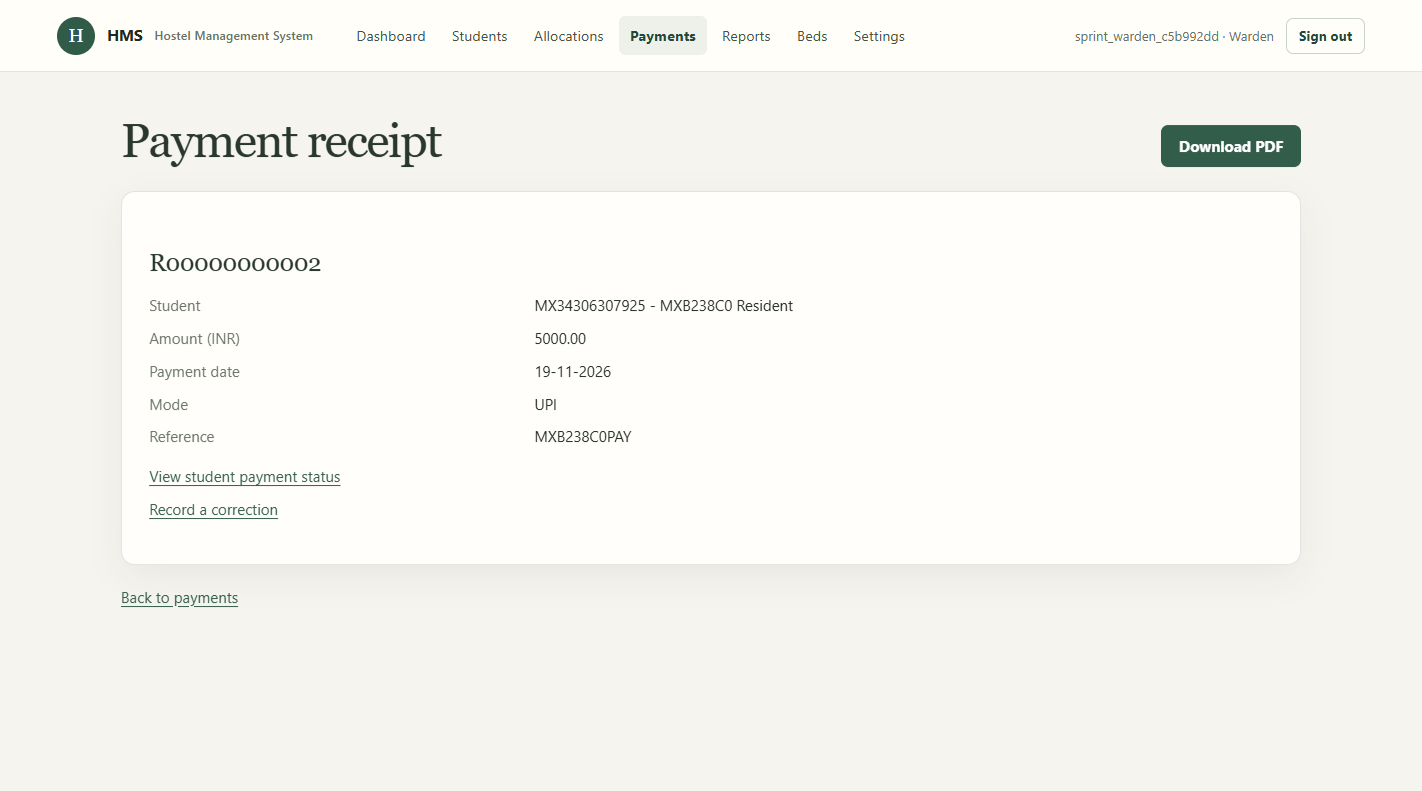 H HMS Hostel Management System Dashboard Students Allocations Payments Reports Beds Settings sprint_warden_c5b992dd · Warden Sign out
Payment receipt Download PDF
R00000000002
Student MX34306307925 - MXB238C0 Resident
Amount (INR) 5000.00
Payment date 19-11-2026
Mode UPI
Reference MXB238C0PAY
View student payment status
Record a correction
Back to payments